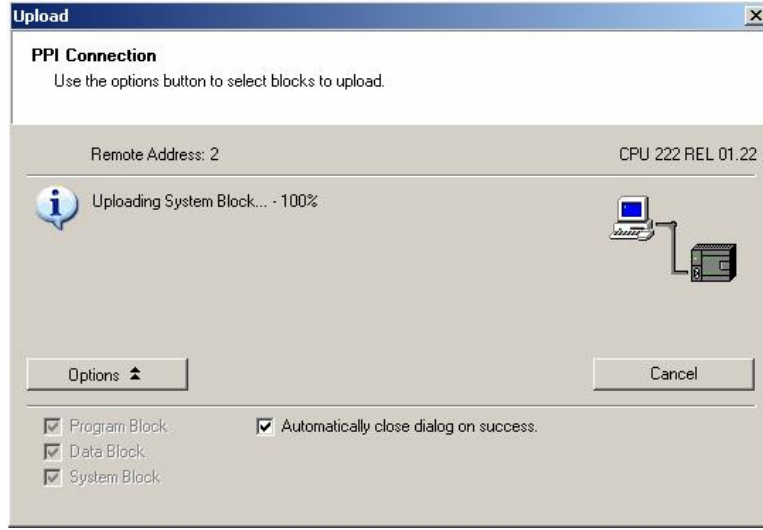 Upload
PPI Connection
Use the options button to select blocks to upload.
Remote Address: 2 CPU 222 REL 01.22
Uploading System Block... - 100%
Options Cancel
Program Block Automatically close dialog on success.
Data Block
System Block